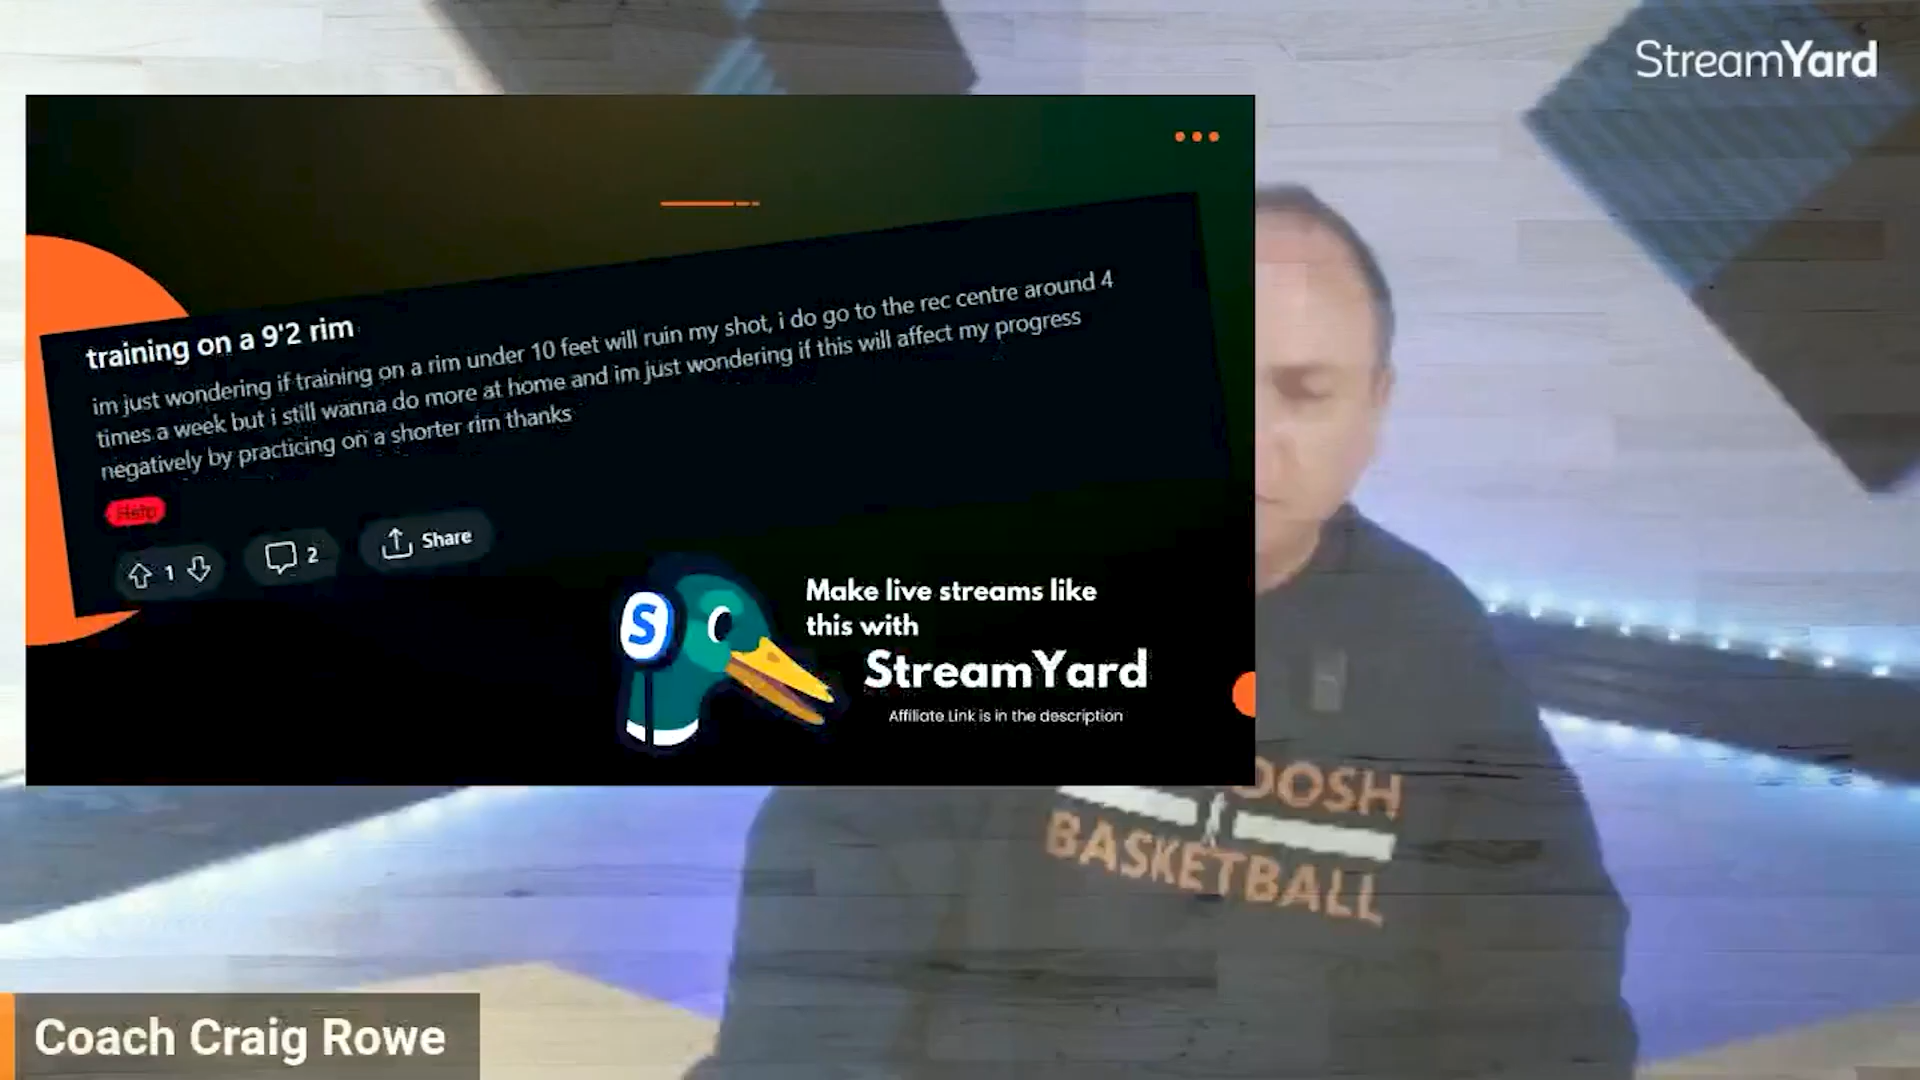 StreamYard
training on a 9'2 rim
im just wondering if training on a rim under 10 feet will ruin my shot, i do go to the rec centre around 4
times a week but i still wanna do more at home and im just wondering if this will affect my progress
negatively by practicing on a shorter rim thanks
Help
1
2
Share
S
Make live streams like
this with
StreamYard
Affiliate Link is in the description
OOSH
BASKETBALL
Coach Craig Rowe